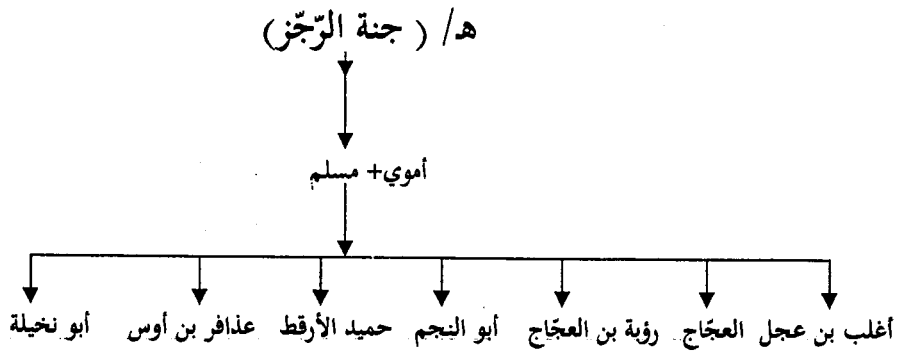 هـ/ ( جنة الرّجّز)
أموي+ مسلم
أغلب بن عجل العجّاج رؤبة بن العجّاج أبو النجم حميد الأرقط عذافر بن أوس أبو نخيلة